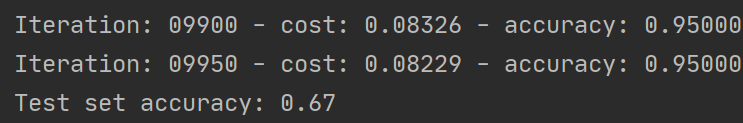 Iteration: 09900 - cost: 0.08326 - accuracy: 0.95000
Iteration: 09950 - cost: 0.08229 - accuracy: 0.95000
Test set accuracy: 0.67